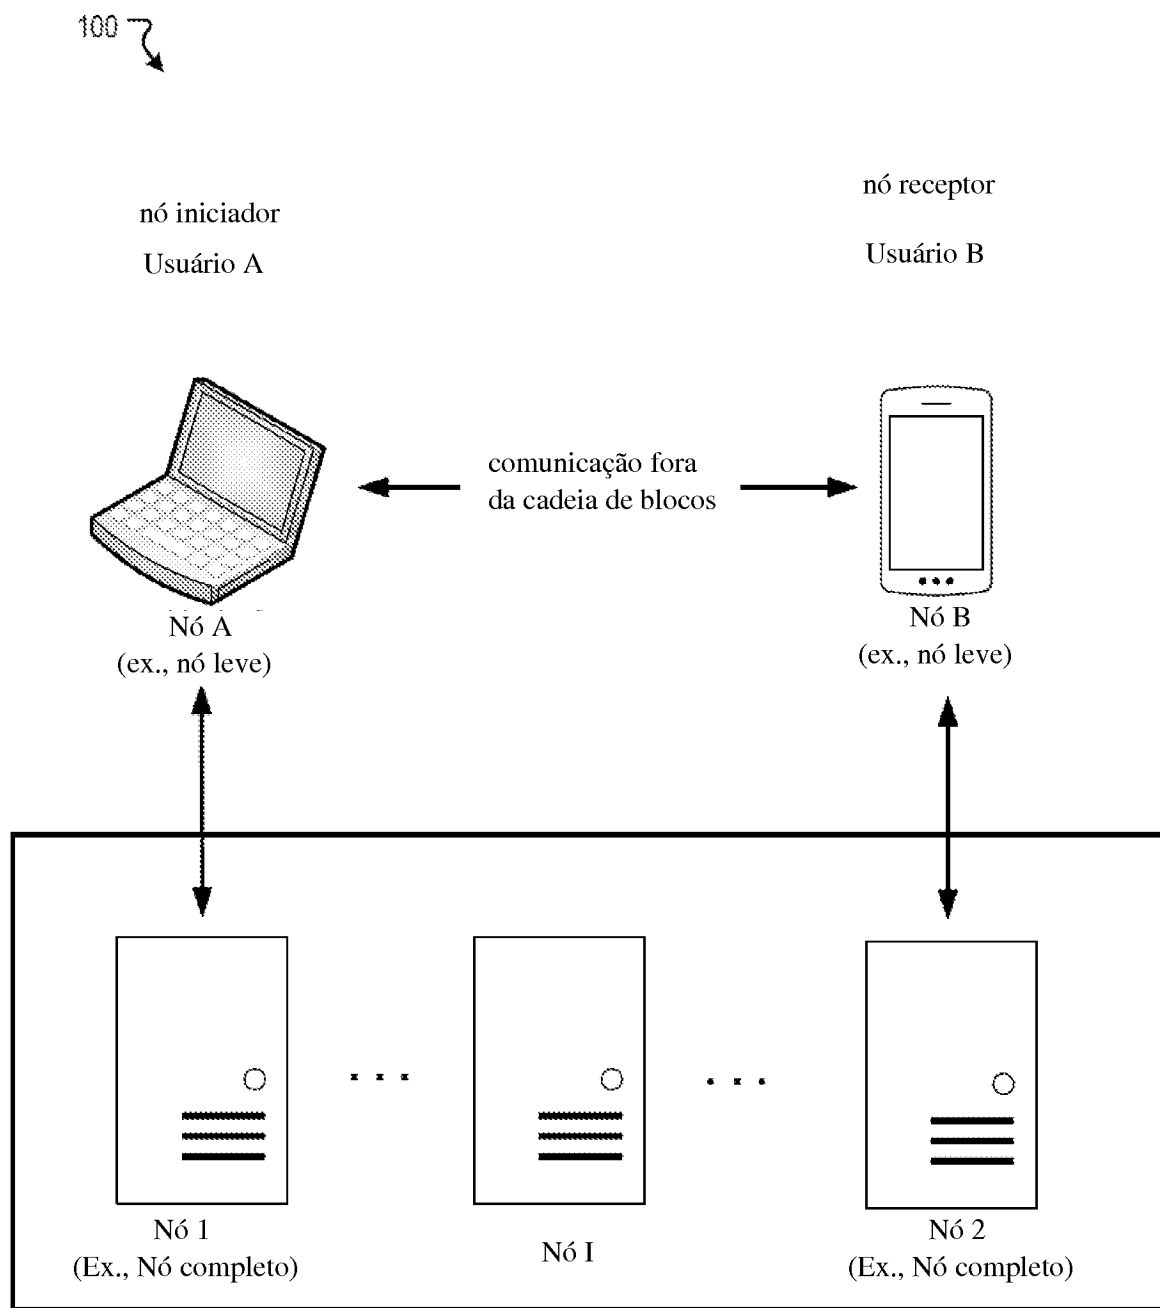 100
nó iniciador
Usuário A
nó receptor
Usuário B
comunicação fora
da cadeia de blocos
Nó A
(ex., nó leve)
Nó B
(ex., nó leve)
Nó 1
(Ex., Nó completo)
Nó I
Nó 2
(Ex., Nó completo)